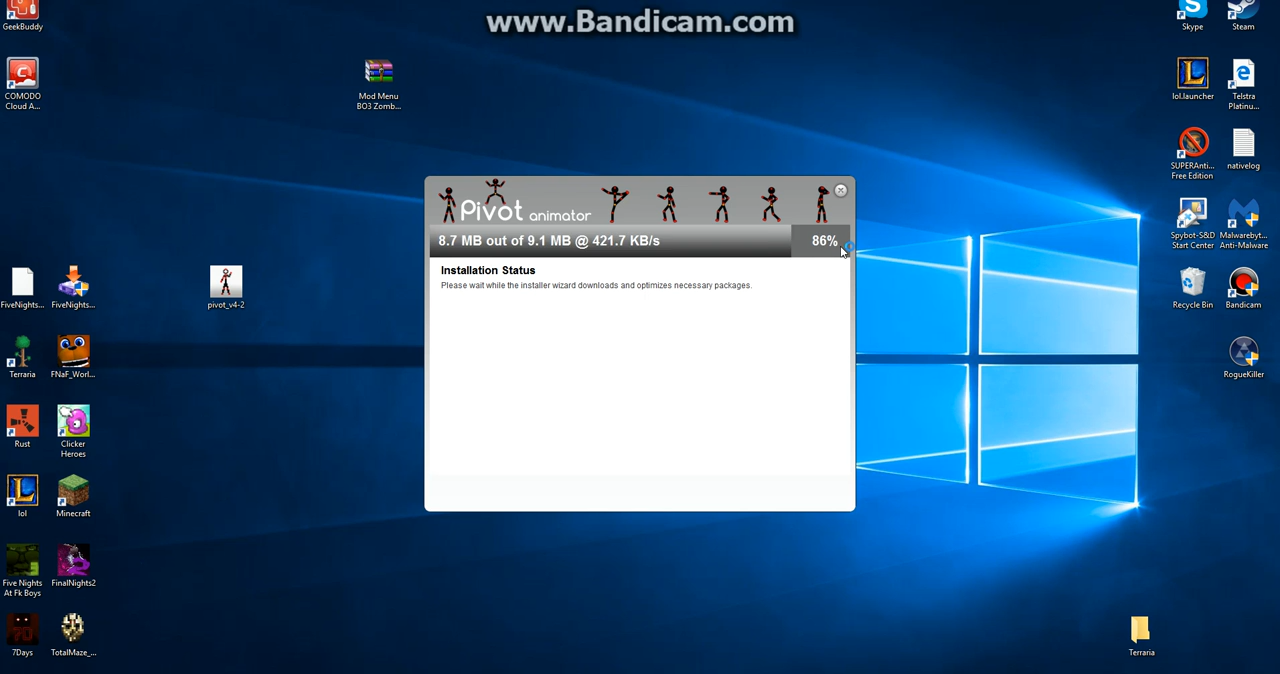 www.Bandicam.com
GeekBuddy
COMODO
Cloud A...
Mod Menu
BO3 Zomb...
Skype
Steam
lol.launcher
Telstra
Platinu...
SUPERAnti...
Free Edition
nativelog
Spybot-S&D
Start Center
Malwarebyt...
Anti-Malware
Recycle Bin
Bandicam
RogueKiller
Pivot animator
8.7 MB out of 9.1 MB @ 421.7 KB/s
86%
Installation Status
Please wait while the installer wizard downloads and optimizes necessary packages.
FiveNights...
FiveNights...
pivot_v4-2
Terraria
FNaF_Worl...
Rust
Clicker
Heroes
lol
Minecraft
Five Nights
At Fk Boys
FinalNights2
7Days
TotalMaze_...
Terraria